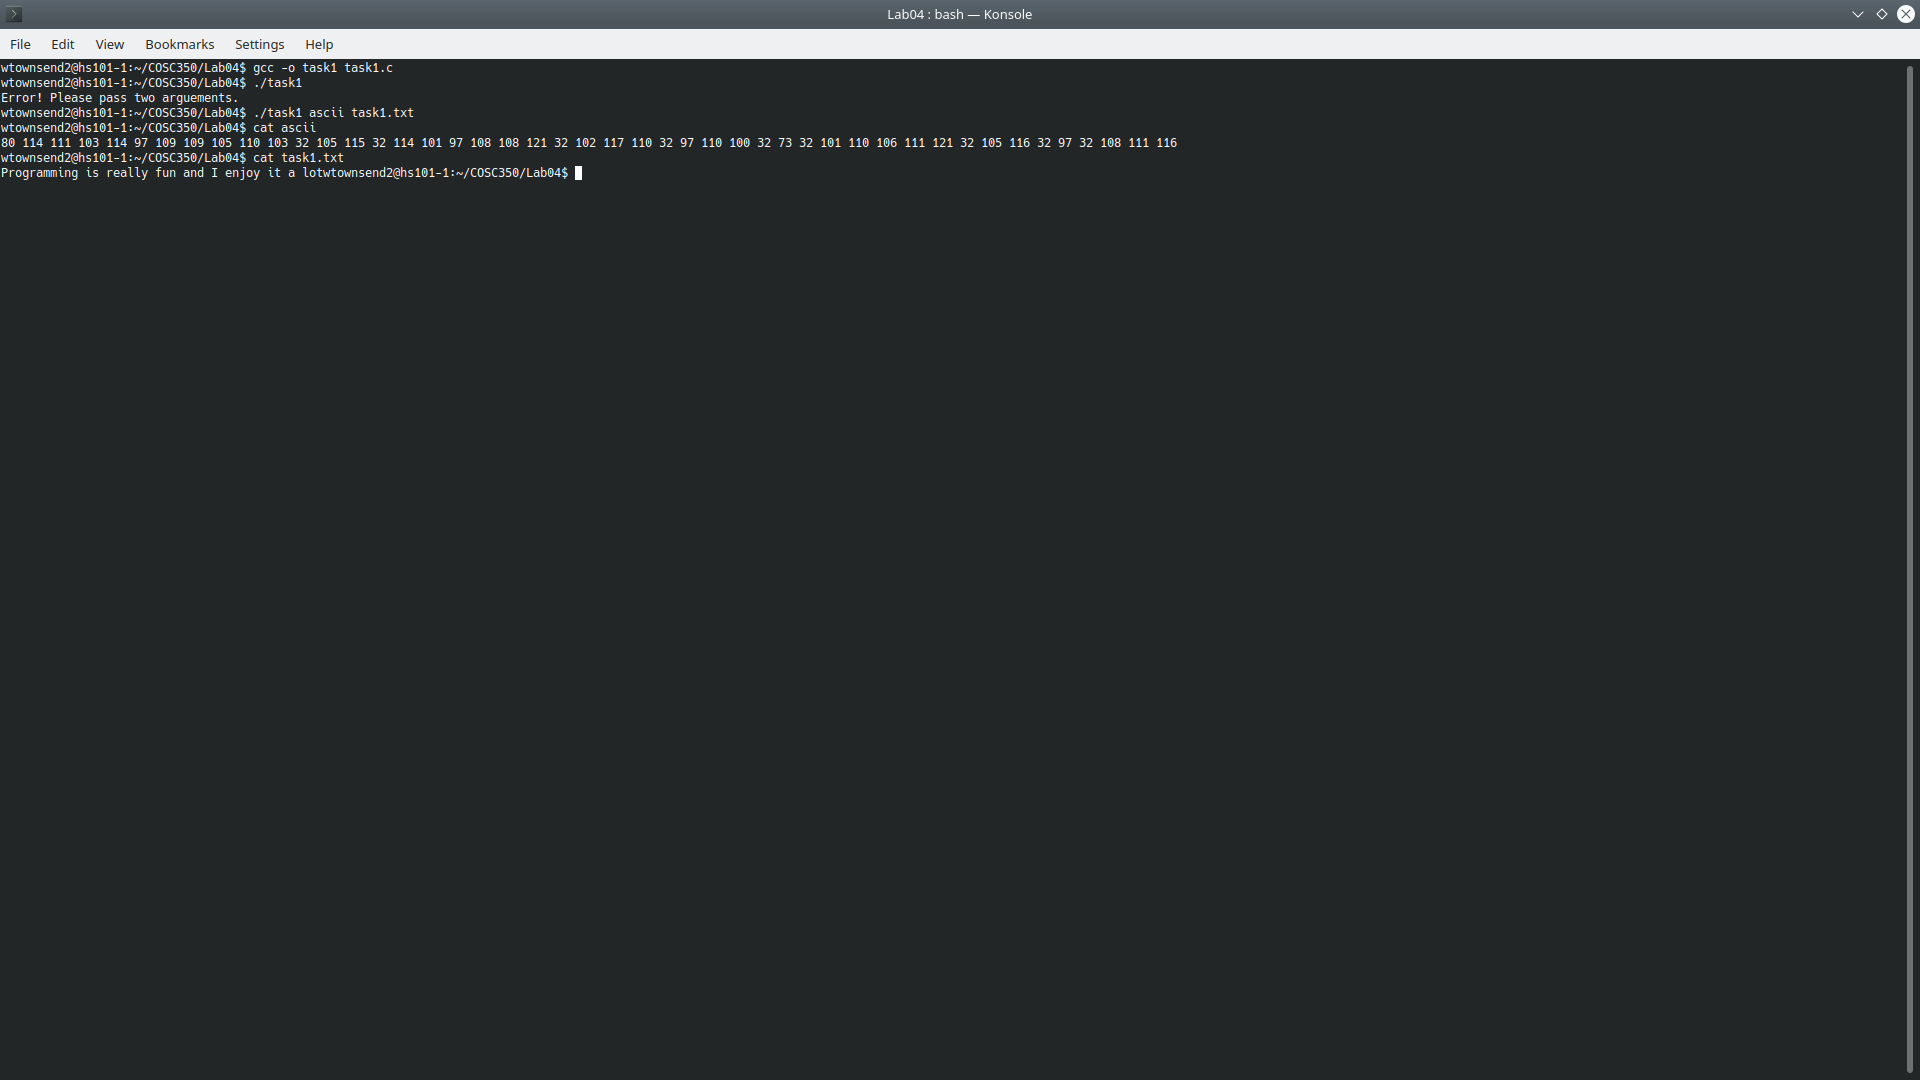 Lab04 : bash — Konsole
File Edit View Bookmarks Settings Help
wtownsend2@hs101-1:~/COSC350/Lab04$ gcc -o task1 task1.c
wtownsend2@hs101-1:~/COSC350/Lab04$ ./task1
Error! Please pass two arguements.
wtownsend2@hs101-1:~/COSC350/Lab04$ ./task1 ascii task1.txt
wtownsend2@hs101-1:~/COSC350/Lab04$ cat ascii
80 114 111 103 114 97 109 109 105 110 103 32 105 115 32 114 101 97 108 108 121 32 102 117 110 32 97 110 100 32 73 32 101 110 106 111 121 32 105 116 32 97 32 108 111 116
wtownsend2@hs101-1:~/COSC350/Lab04$ cat task1.txt
Programming is really fun and I enjoy it a lotwtownsend2@hs101-1:~/COSC350/Lab04$